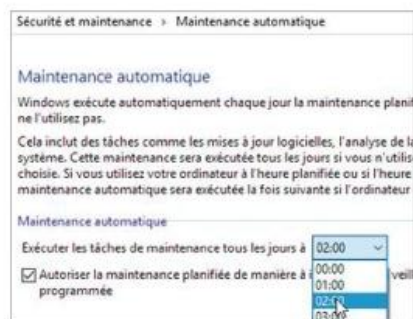 Sécurité et maintenance > Maintenance automatique
Maintenance automatique
Windows exécute automatiquement chaque jour la maintenance
ne l'utilisez pas.
Cela inclut des tâches comme les mises à jour logicielles, l'analyse de
système. Cette maintenance sera exécutée tous les jours si vous
choisie. Si vous utilisez votre ordinateur à l'heure planifiée ou si l'heure
maintenance automatique sera exécutée la fois suivante si l'ordinateur
Maintenance automatique
Exécuter les tâches de maintenance tous les jours à 02:00
Autoriser la maintenance planifiée de manière à
programmée
00:00
01:00
02:00